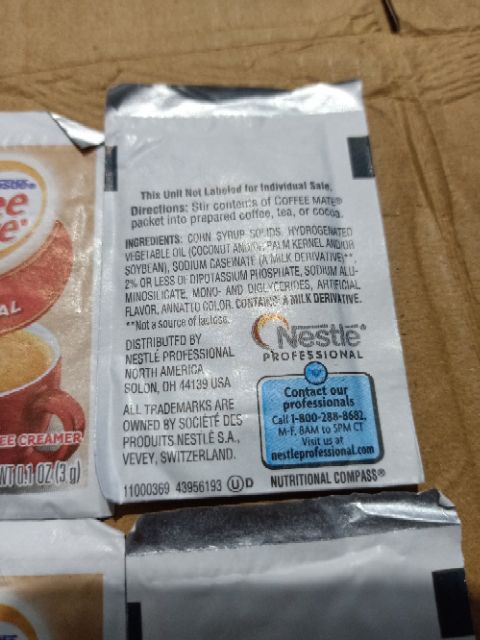 This Unit Not Labeled for Individual Sale.
Directions: Stir contents of COFFEE MATE®
packet into prepared coffee, tea, or cocoa.
INGREDIENTS: CORN SYRUP SOLIDS, HYDROGENATED
VEGETABLE OIL (COCONUT AND/OR PALM KERNEL AND/OR
SOYBEAN), SODIUM CASEINATE (A MILK DERIVATIVE)**,
2% OR LESS OF DIPOTASSIUM PHOSPHATE, SODIUM ALU-
MINOSILICATE, MONO- AND DIGLYCERIDES, ARTIFICIAL
FLAVOR, ANNATTO COLOR. CONTAINS: A MILK DERIVATIVE.
**Not a source of lactose.
DISTRIBUTED BY
NESTLÉ PROFESSIONAL
NORTH AMERICA
SOLON, OH 44139 USA
ALL TRADEMARKS ARE
OWNED BY SOCIÉTÉ DES
PRODUITS NESTLÉ S.A.,
VEVEY, SWITZERLAND.
11000369 43956193 U D
Nestlé®
PROFESSIONAL
Contact our
professionals
Call 1-800-288-8682,
M-F, 8AM to 5PM CT
Visit us at
nestleprofessional.com
NUTRITIONAL COMPASS®
ee
e®
AL
EE CREAMER
WT 0.1 OZ (3 g)